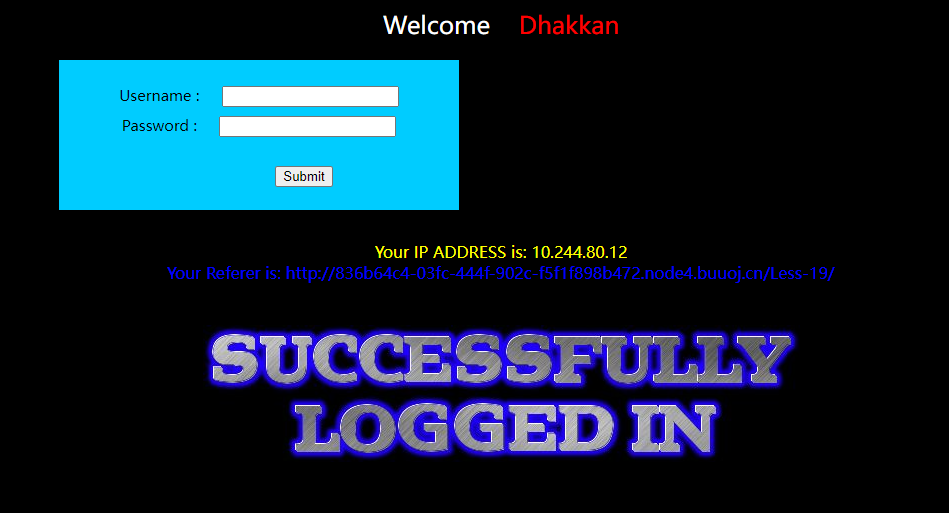 Welcome Dhakkan
Username :
Password :
Submit
Your IP ADDRESS is: 10.244.80.12
Your Referer is: http://836b64c4-03fc-444f-902c-f5f1f898b472.node4.buuoj.cn/Less-19/
SUCCESSFULLY
LOGGED IN